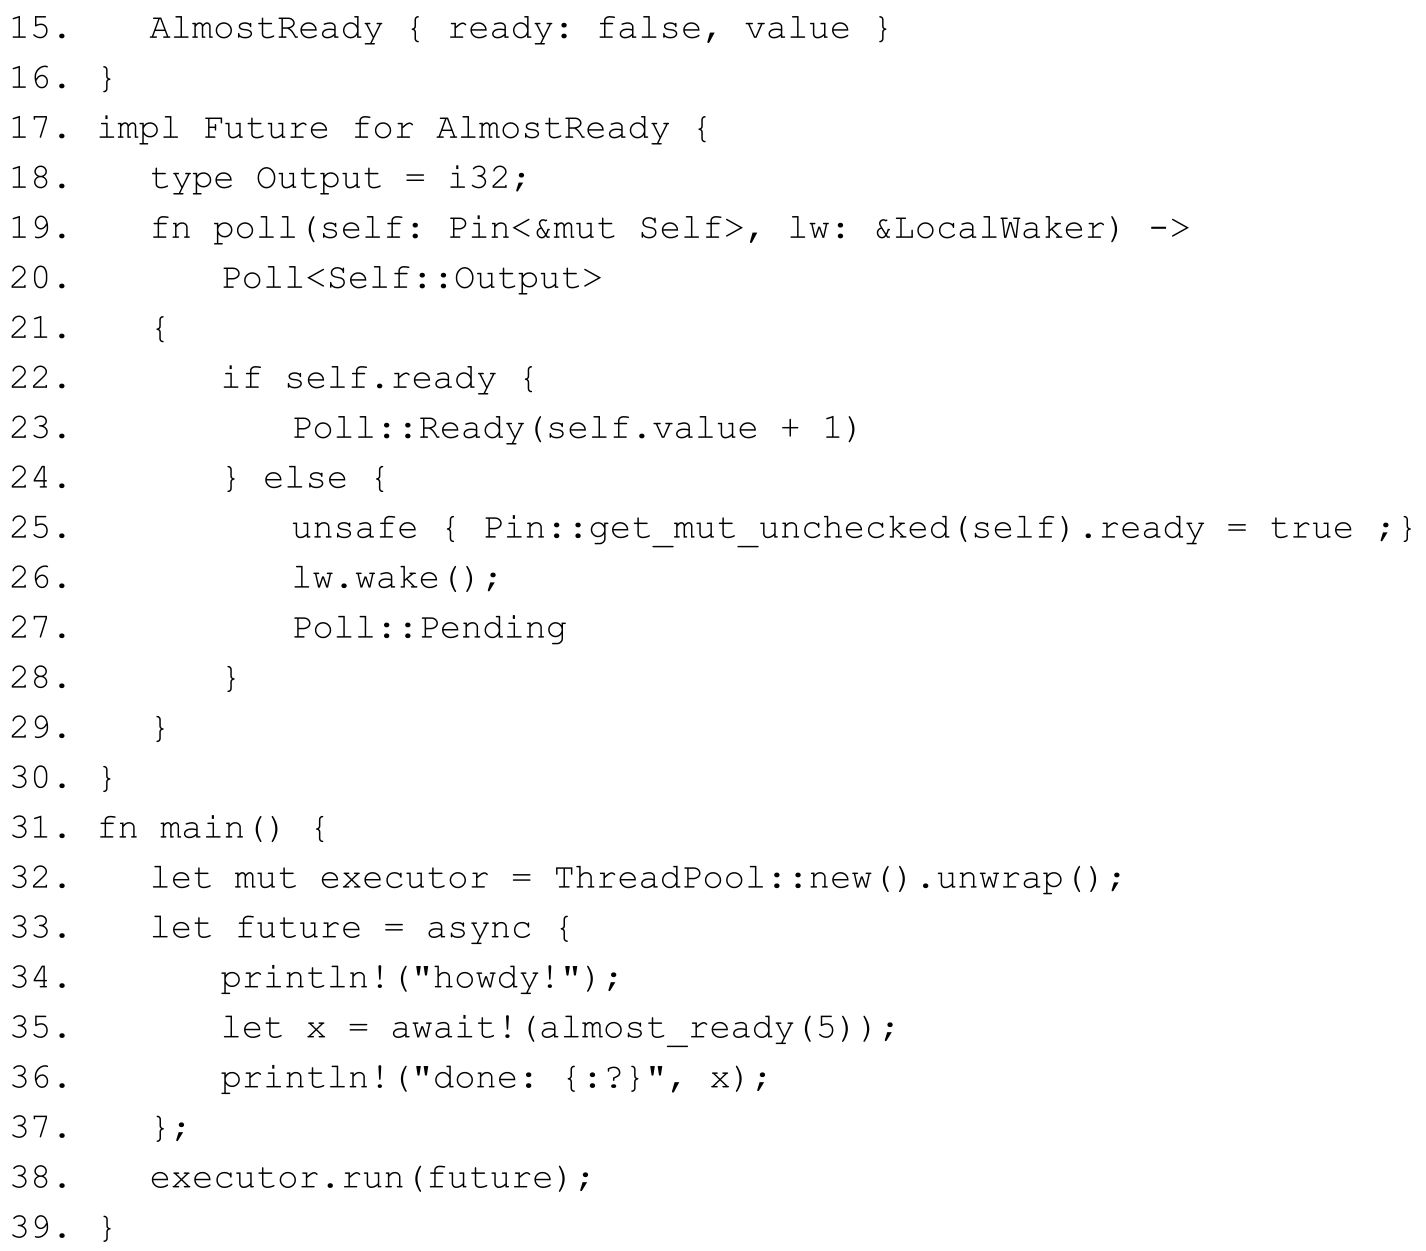 15.    AlmostReady { ready: false, value }
16. }
17. impl Future for AlmostReady {
18.    type Output = i32;
19.    fn poll(self: Pin<&mut Self>, lw: &LocalWaker) ->
20.        Poll<Self::Output>
21.    {
22.        if self.ready {
23.            Poll::Ready(self.value + 1)
24.        } else {
25.            unsafe { Pin::get_mut_unchecked(self).ready = true ;}
26.            lw.wake();
27.            Poll::Pending
28.        }
29.    }
30. }
31. fn main() {
32.    let mut executor = ThreadPool::new().unwrap();
33.    let future = async {
34.        println!("howdy!");
35.        let x = await!(almost_ready(5));
36.        println!("done: {:?}", x);
37.    };
38.    executor.run(future);
39. }